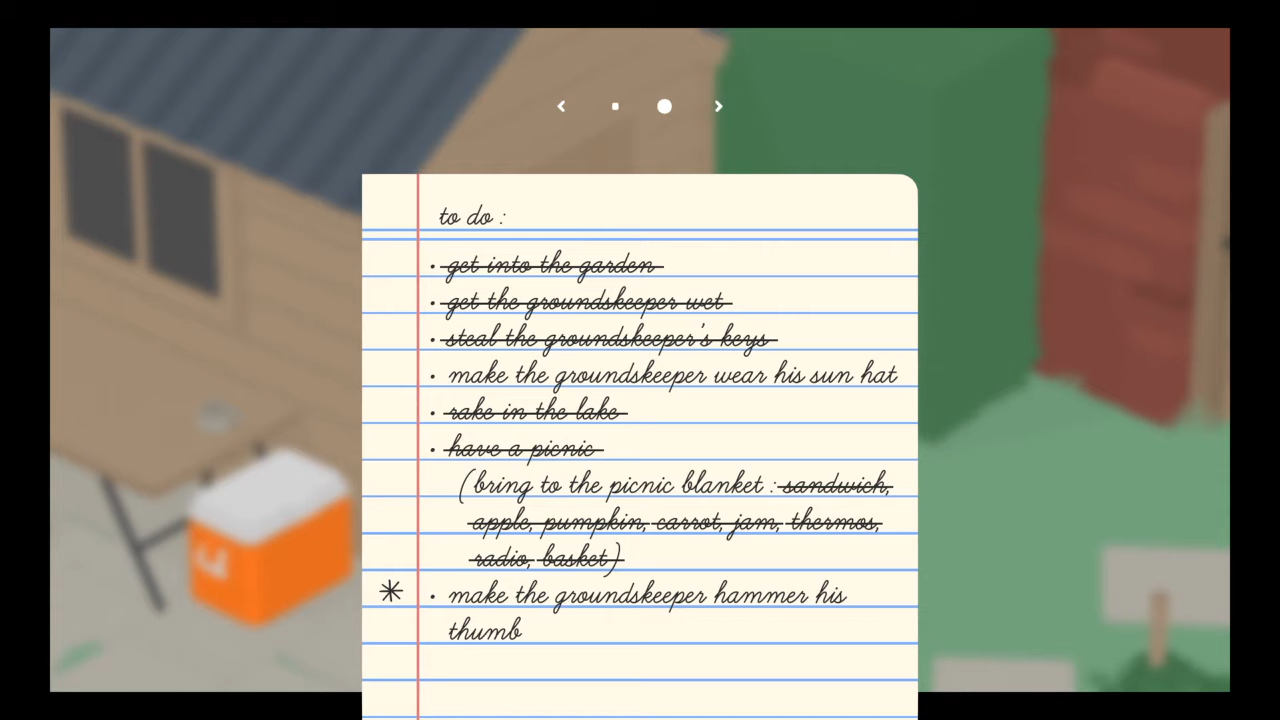 to do :
• get into the garden
• get the groundskeeper wet
• steal the groundskeeper's keys
• make the groundskeeper wear his sun hat
• rake in the lake
• have a picnic
(bring to the picnic blanket : sandwich,
apple, pumpkin, carrot, jam, thermos,
radio, basket)
• make the groundskeeper hammer his
thumb